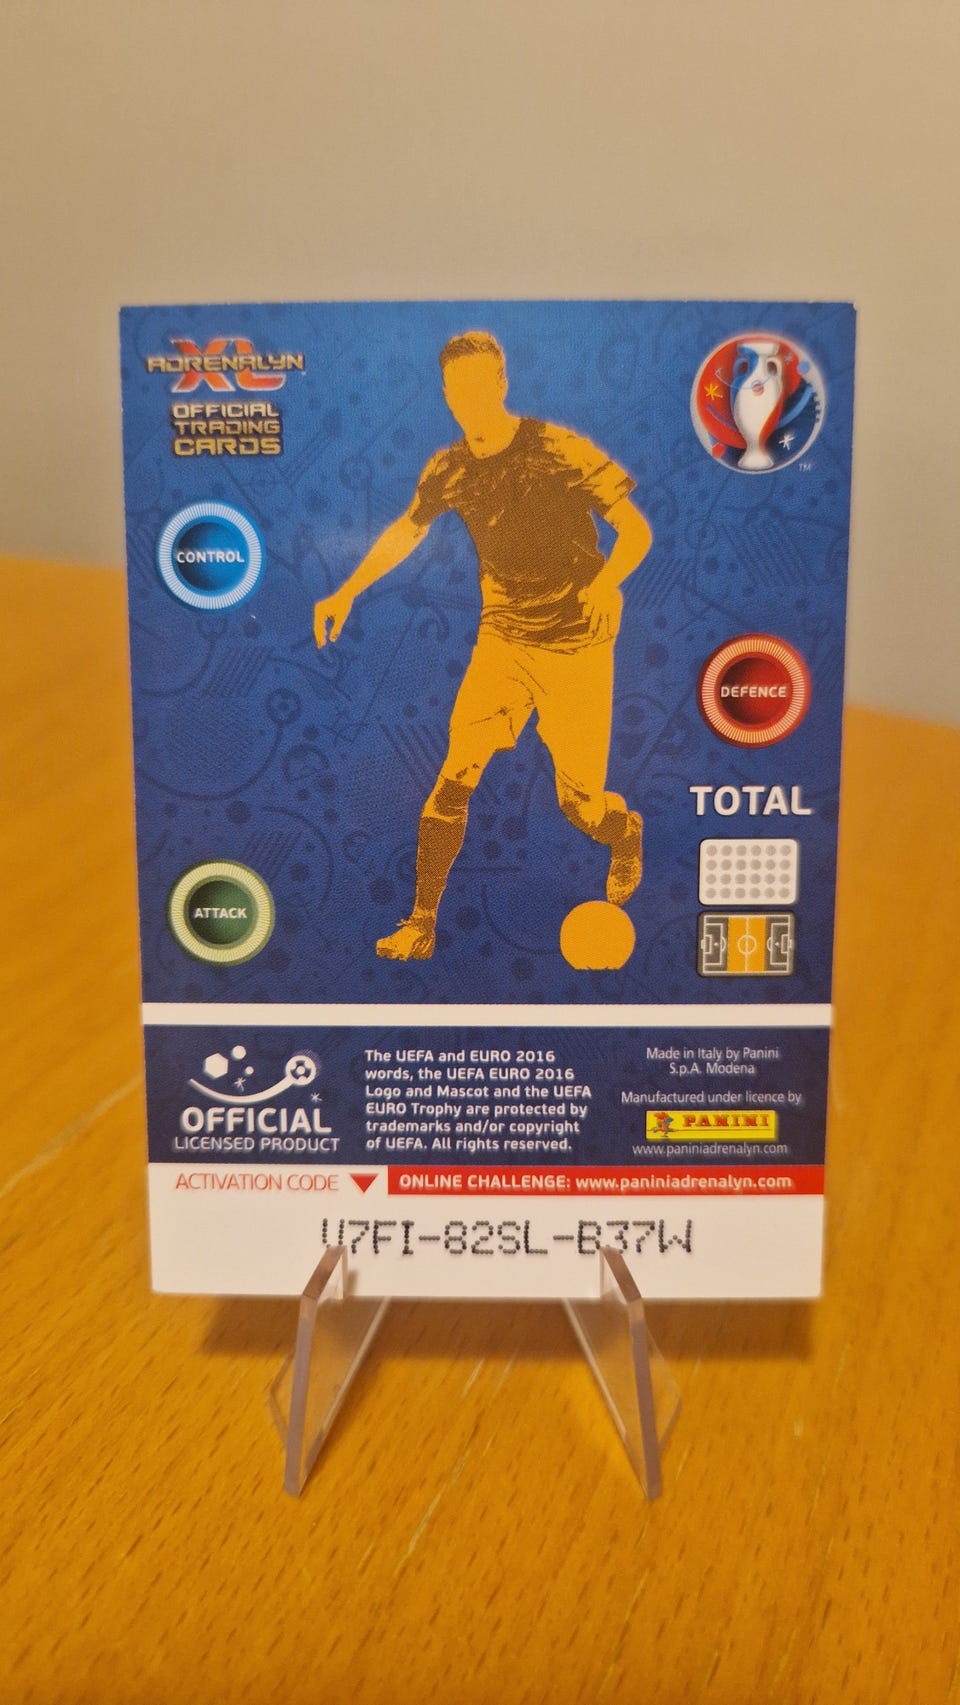 ADRENALYN XL
OFFICIAL
TRADING
CARDS
TM
CONTROL
DEFENCE
TOTAL
ATTACK
OFFICIAL
LICENSED PRODUCT
The UEFA and EURO 2016
words, the UEFA EURO 2016
Logo and Mascot and the UEFA
EURO Trophy are protected by
trademarks and/or copyright
of UEFA. All rights reserved.
Made in Italy by Panini
S.p.A. Modena
Manufactured under licence by
PANINI
www.paniniadrenalyn.com
ACTIVATION CODE
ONLINE CHALLENGE: www.paniniadrenalyn.com
V7FI-82SL-B37W